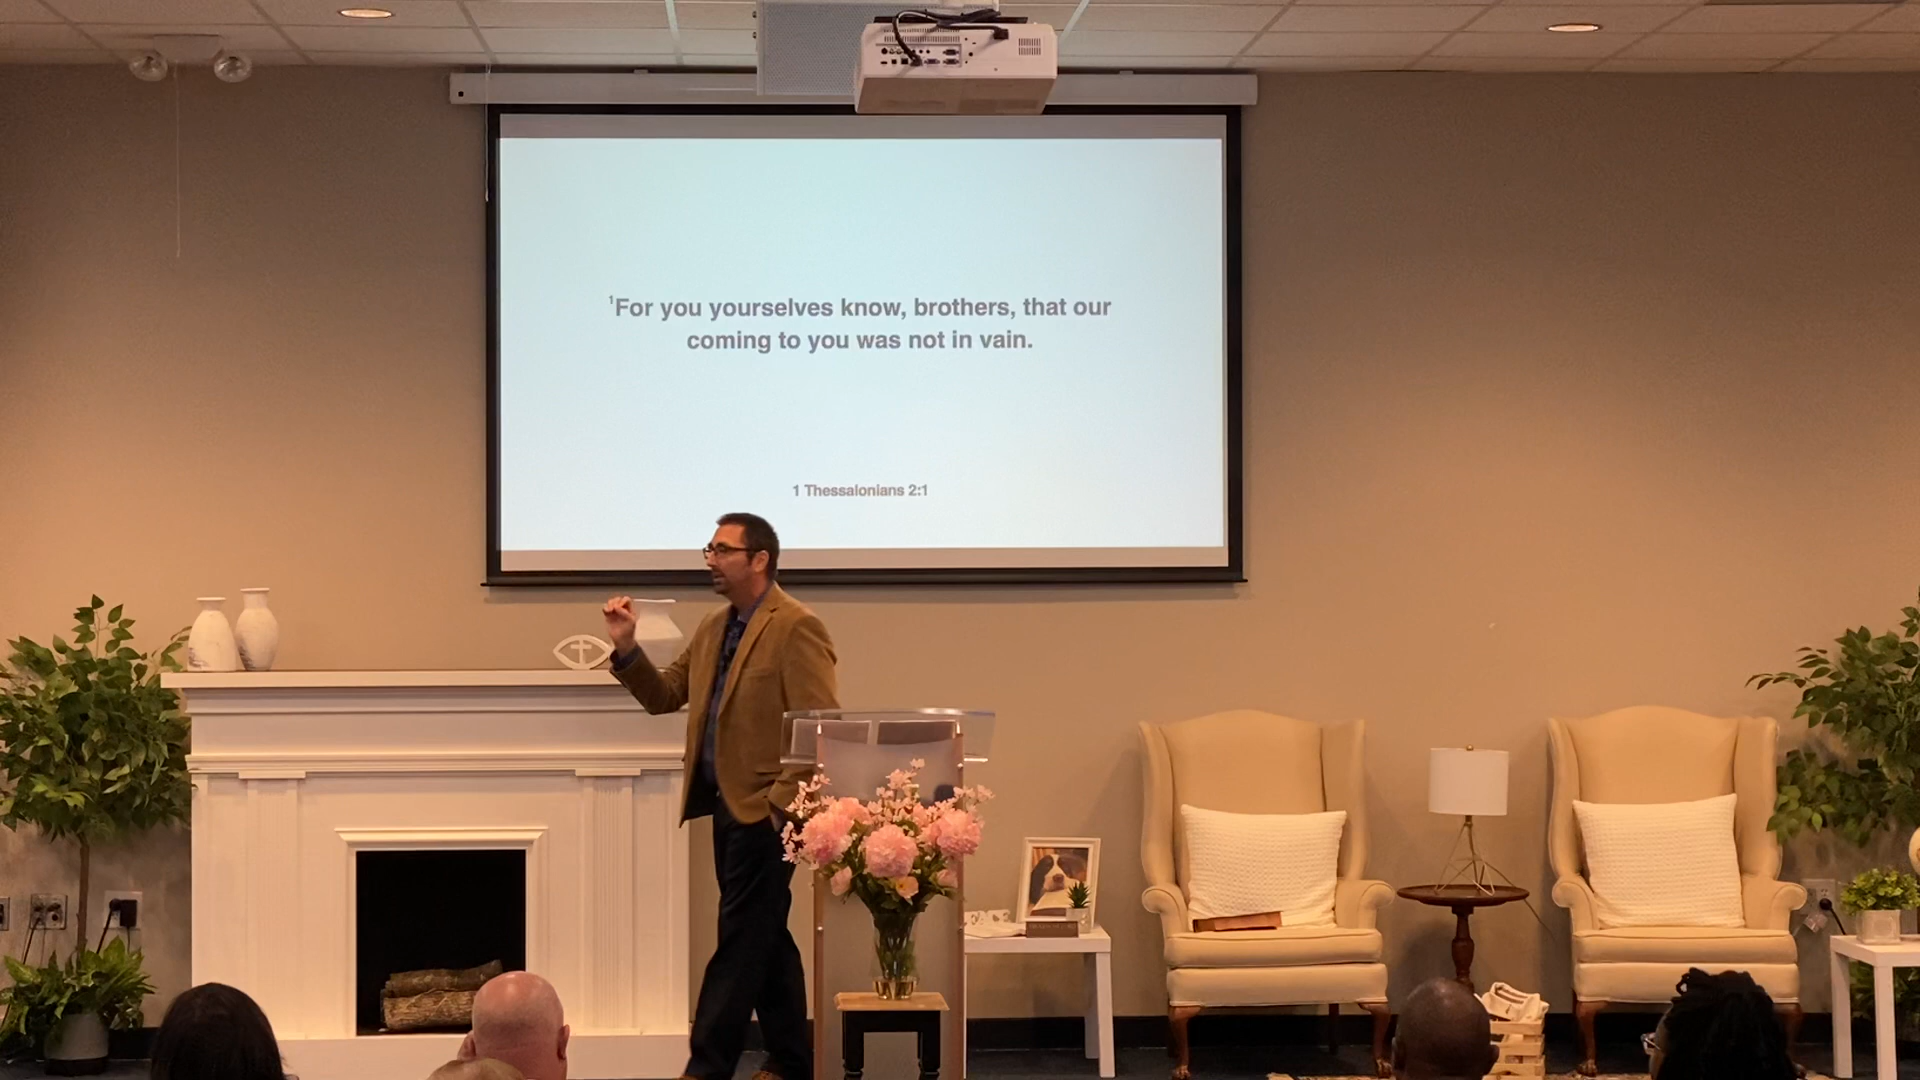 ¹For you yourselves know, brothers, that our
coming to you was not in vain.
1 Thessalonians 2:1